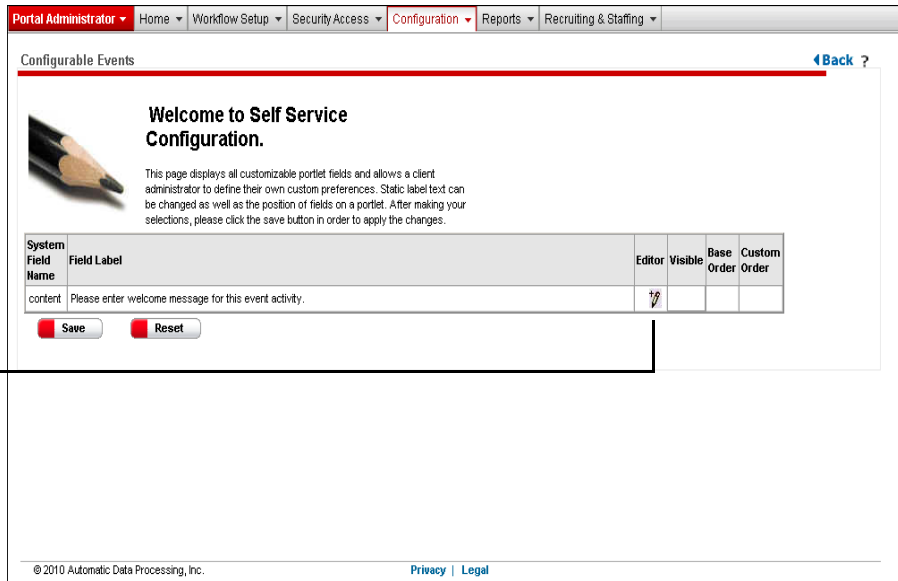 Portal Administrator Home Workflow Setup Security Access Configuration Reports Recruiting & Staffing
Configurable Events Back ?
Welcome to Self Service
Configuration.
This page displays all customizable portlet fields and allows a client
administrator to define their own custom preferences. Static label text can
be changed as well as the position of fields on a portlet. After making your
selections, please click the save button in order to apply the changes.
System Field Name Field Label Editor Visible Base Order Custom Order
content Please enter welcome message for this event activity.
Save Reset
© 2010 Automatic Data Processing, Inc. Privacy | Legal